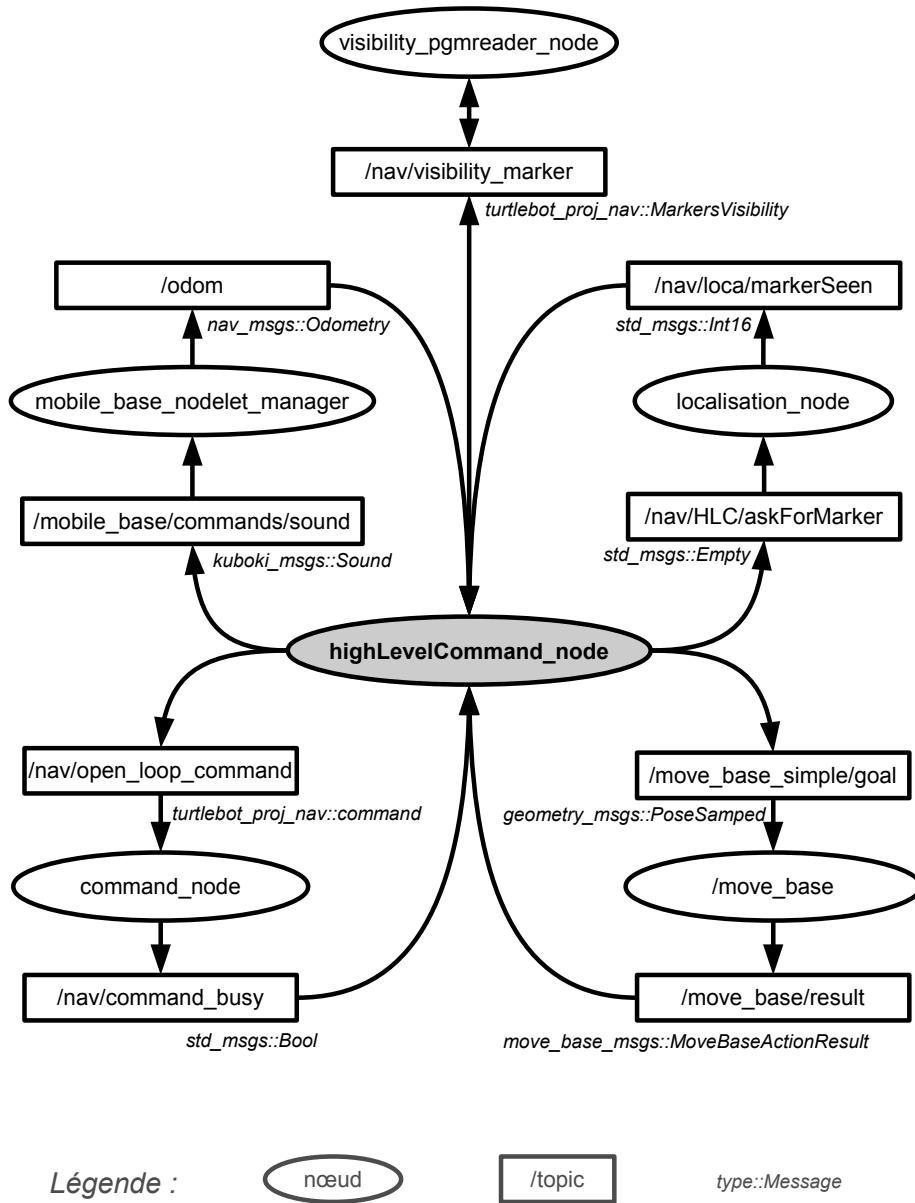 visibility_pgmreader_node
/nav/visibility_marker
turtlebot_proj_nav::MarkersVisibility
/odom
nav_msgs::Odometry
/nav/loca/markerSeen
std_msgs::Int16
mobile_base_nodelet_manager
localisation_node
/mobile_base/commands/sound
kuboki_msgs::Sound
/nav/HLC/askForMarker
std_msgs::Empty
highLevelCommand_node
/nav/open_loop_command
turtlebot_proj_nav::command
/move_base_simple/goal
geometry_msgs::PoseSamped
command_node
/move_base
/nav/command_busy
std_msgs::Bool
/move_base/result
move_base_msgs::MoveBaseActionResult
Légende :
nœud
/topic
type::Message